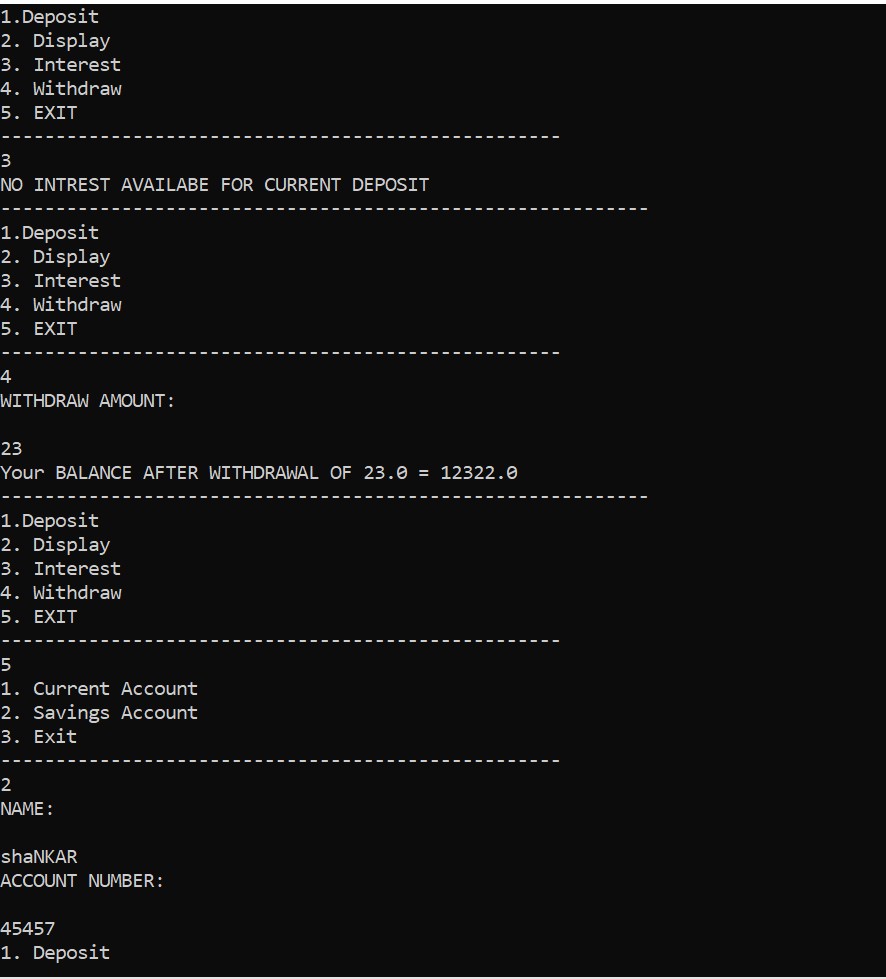 1.Deposit
2. Display
3. Interest
4. Withdraw
5. EXIT
---------------------------------------------------
3
NO INTREST AVAILABE FOR CURRENT DEPOSIT
-----------------------------------------------------------
1.Deposit
2. Display
3. Interest
4. Withdraw
5. EXIT
---------------------------------------------------
4
WITHDRAW AMOUNT:

23
Your BALANCE AFTER WITHDRAWAL OF 23.0 = 12322.0
-----------------------------------------------------------
1.Deposit
2. Display
3. Interest
4. Withdraw
5. EXIT
---------------------------------------------------
5
1. Current Account
2. Savings Account
3. Exit
---------------------------------------------------
2
NAME:

shaNKAR
ACCOUNT NUMBER:

45457
1. Deposit